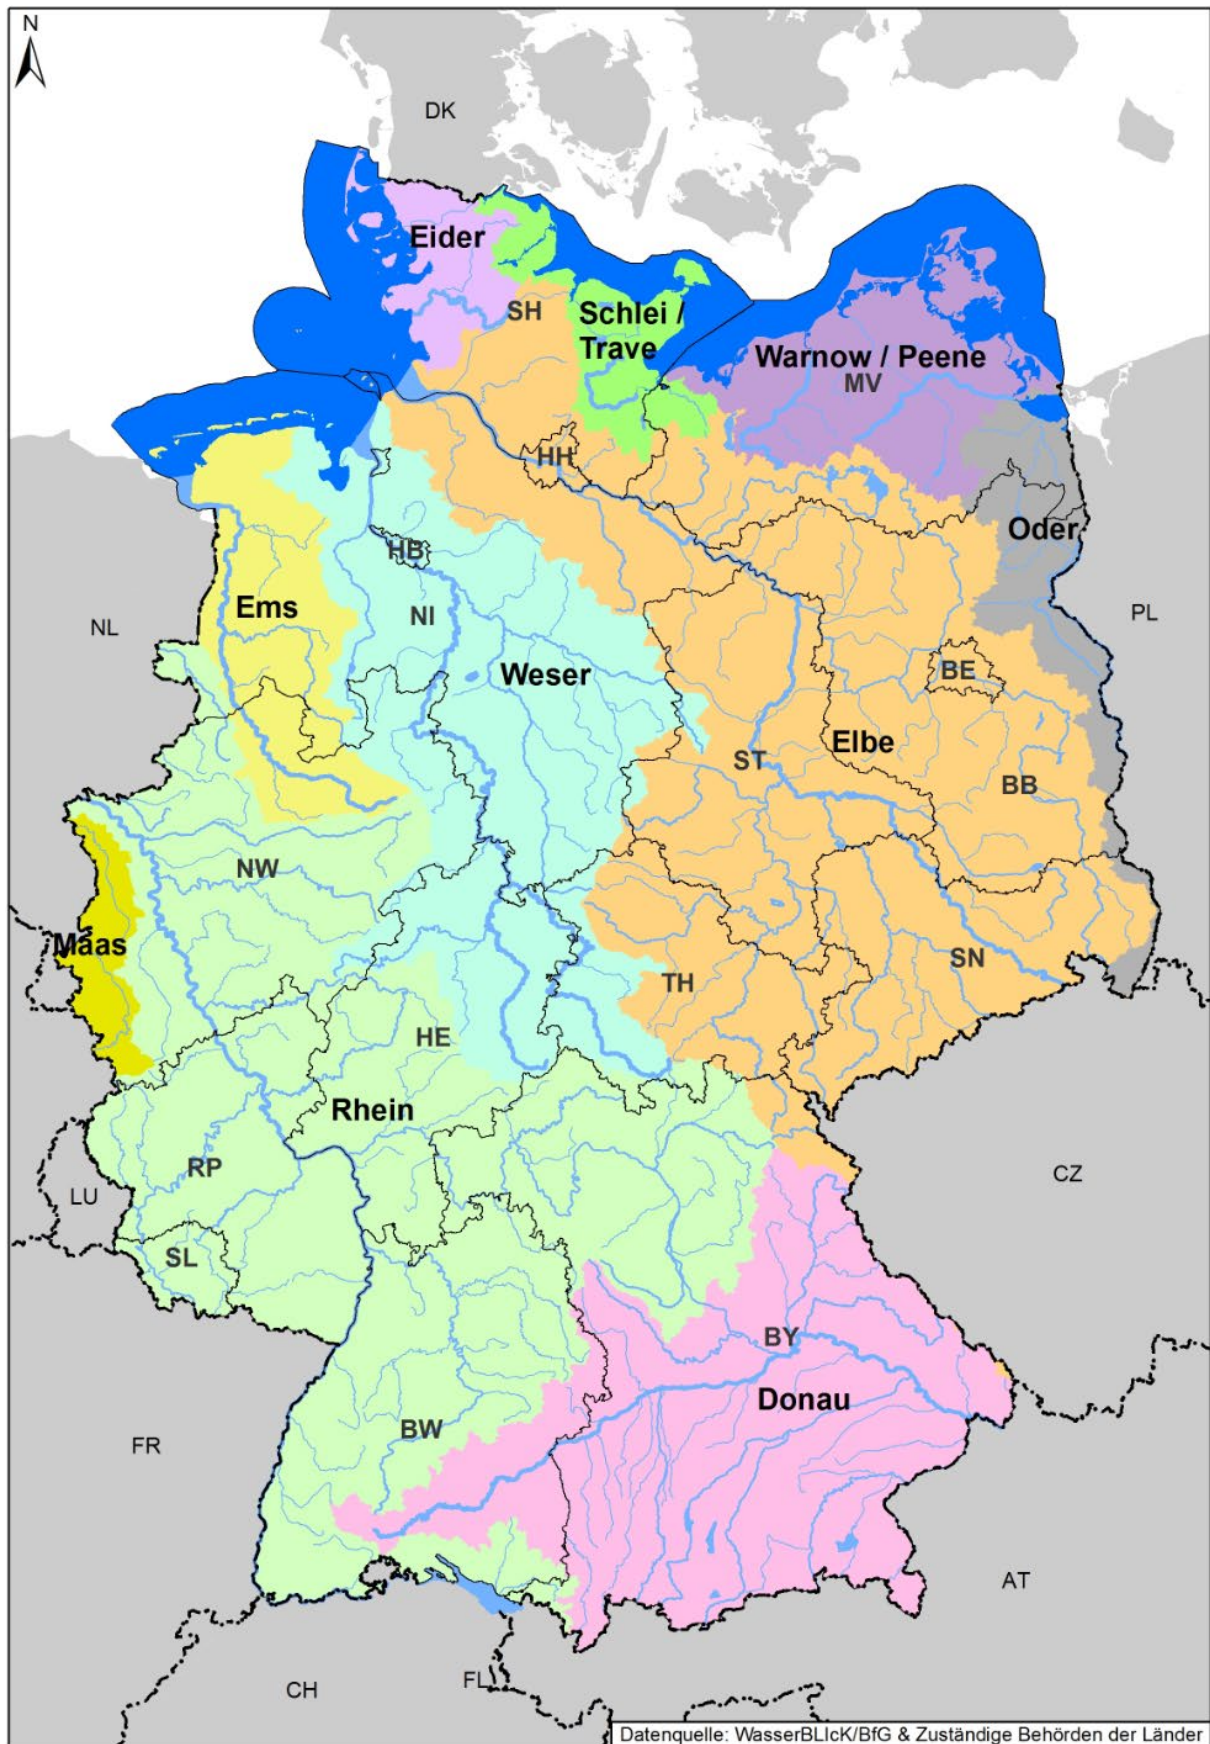 N
DK
Eider
SH
Schlei /
Trave
Warnow / Peene
MV
HH
Oder
HB
Ems
NI
NL
PL
Weser
BE
Elbe
ST
BB
NW
Maas
SN
TH
HE
Rhein
RP
LU
CZ
SL
BY
Donau
BW
FR
AT
CH
FL
Datenquelle: WasserBLIcK/BfG & Zuständige Behörden der Länder